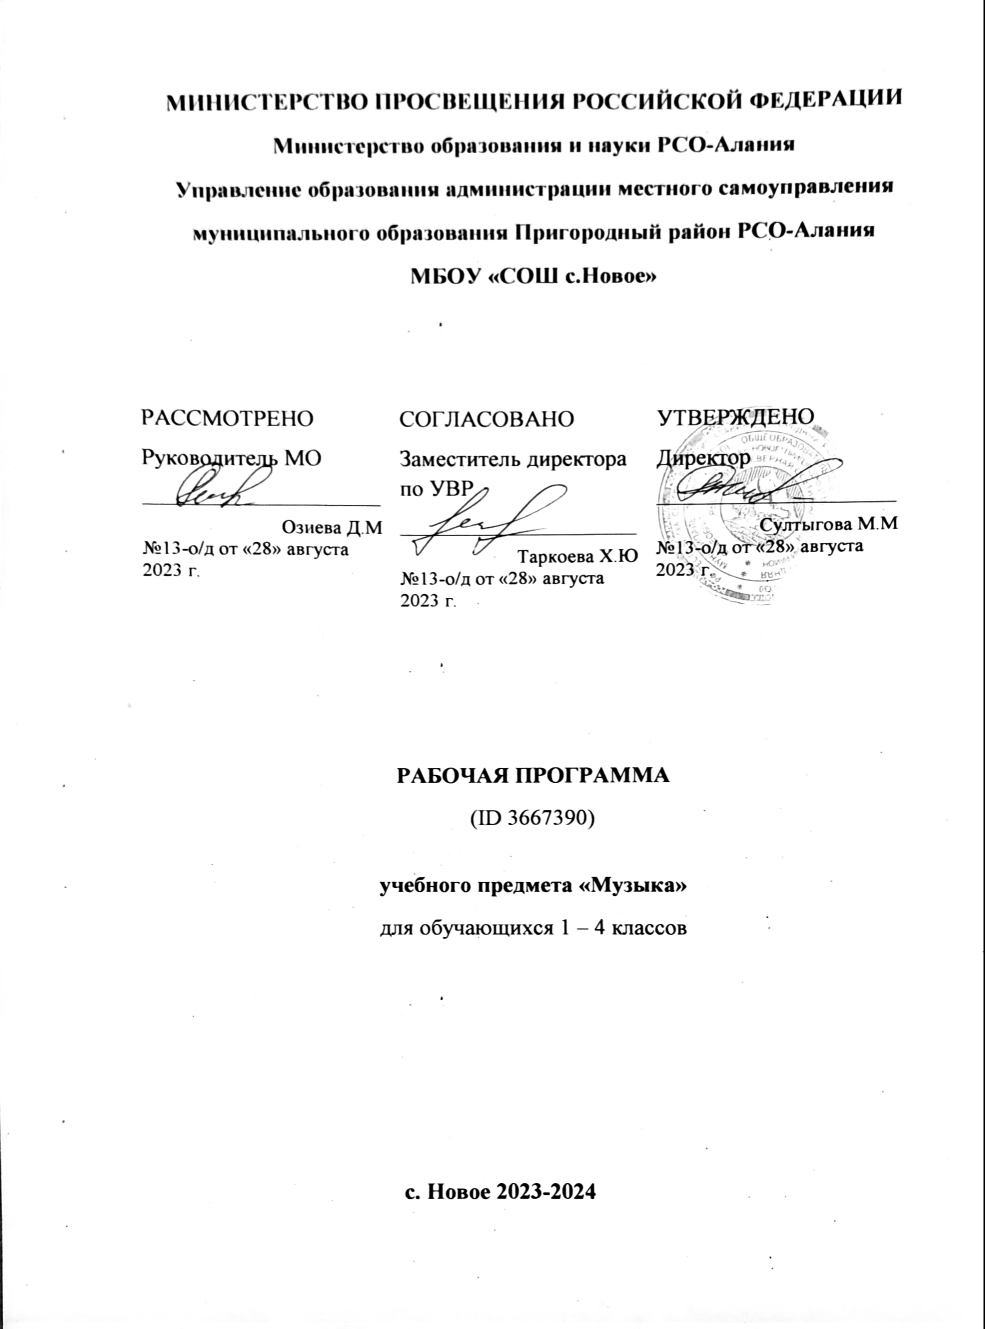 МИНИСТЕРСТВО ПРОСВЕЩЕНИЯ РОССИЙСКОЙ ФЕДЕРАЦИИ
Министерство образования и науки РСО-Алания
Управление образования администрации местного самоуправления
муниципального образования Пригородный район РСО-Алания
МБОУ «СОШ с.Новое»
РАССМОТРЕНО
Руководитель МО
Озиева Д.М
№13-о/д от «28» августа
2023 г.
СОГЛАСОВАНО
Заместитель директора
по УВР
Таркоева Х.Ю
№13-о/д от «28» августа
2023 г.
УТВЕРЖДЕНО
Директор
Султыгова М.М
№13-о/д от «28» августа
2023 г.
РАБОЧАЯ ПРОГРАММА
(ID 3667390)
учебного предмета «Музыка»
для обучающихся 1 – 4 классов
с. Новое 2023-2024